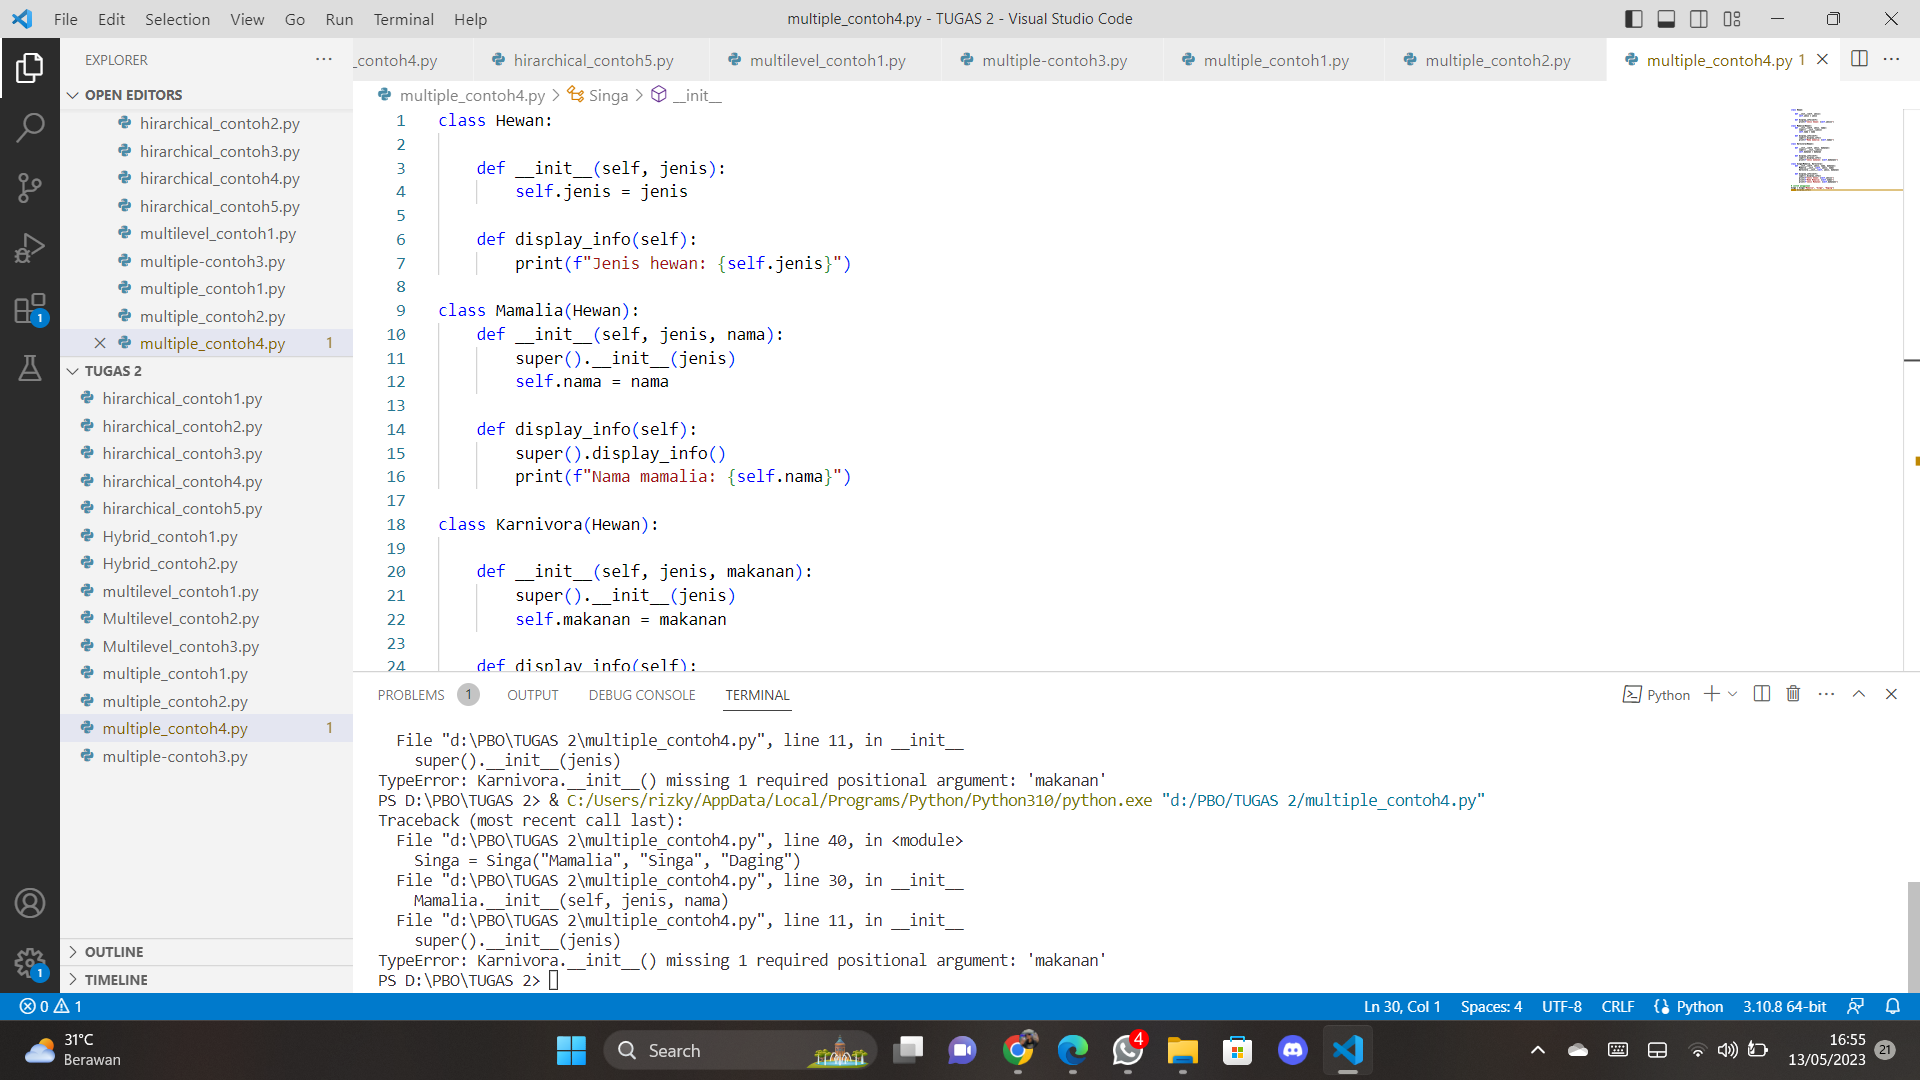 File Edit Selection View Go Run Terminal Help
multiple_contoh4.py - TUGAS 2 - Visual Studio Code
EXPLORER
_contoh4.py hirarchical_contoh5.py multilevel_contoh1.py multiple-contoh3.py multiple_contoh1.py multiple_contoh2.py multiple_contoh4.py 1
OPEN EDITORS
hirarchical_contoh2.py
hirarchical_contoh3.py
hirarchical_contoh4.py
hirarchical_contoh5.py
multilevel_contoh1.py
multiple-contoh3.py
multiple_contoh1.py
multiple_contoh2.py
multiple_contoh4.py 1
TUGAS 2
hirarchical_contoh1.py
hirarchical_contoh2.py
hirarchical_contoh3.py
hirarchical_contoh4.py
hirarchical_contoh5.py
Hybrid_contoh1.py
Hybrid_contoh2.py
multilevel_contoh1.py
Multilevel_contoh2.py
Multilevel_contoh3.py
multiple_contoh1.py
multiple_contoh2.py
multiple_contoh4.py 1
multiple-contoh3.py
OUTLINE
TIMELINE
1
1
multiple_contoh4.py > Singa > __init__
1 class Hewan:
2
3 def __init__(self, jenis):
4 self.jenis = jenis
5
6 def display_info(self):
7 print(f"Jenis hewan: {self.jenis}")
8
9 class Mamalia(Hewan):
10 def __init__(self, jenis, nama):
11 super().__init__(jenis)
12 self.nama = nama
13
14 def display_info(self):
15 super().display_info()
16 print(f"Nama mamalia: {self.nama}")
17
18 class Karnivora(Hewan):
19
20 def __init__(self, jenis, makanan):
21 super().__init__(jenis)
22 self.makanan = makanan
23
24 def display_info(self):
PROBLEMS 1 OUTPUT DEBUG CONSOLE TERMINAL
Python
File "d:\PBO\TUGAS 2\multiple_contoh4.py", line 11, in __init__
super().__init__(jenis)
TypeError: Karnivora.__init__() missing 1 required positional argument: 'makanan'
PS D:\PBO\TUGAS 2> & C:/Users/rizky/AppData/Local/Programs/Python/Python310/python.exe "d:/PBO/TUGAS 2/multiple_contoh4.py"
Traceback (most recent call last):
File "d:\PBO\TUGAS 2\multiple_contoh4.py", line 40, in <module>
Singa = Singa("Mamalia", "Singa", "Daging")
File "d:\PBO\TUGAS 2\multiple_contoh4.py", line 30, in __init__
Mamalia.__init__(self, jenis, nama)
File "d:\PBO\TUGAS 2\multiple_contoh4.py", line 11, in __init__
super().__init__(jenis)
TypeError: Karnivora.__init__() missing 1 required positional argument: 'makanan'
PS D:\PBO\TUGAS 2>
0 1 Ln 30, Col 1 Spaces: 4 UTF-8 CRLF Python 3.10.8 64-bit
31°C
Berawan
Search
4
16:55
13/05/2023
21